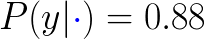 P(y|·) = 0.88